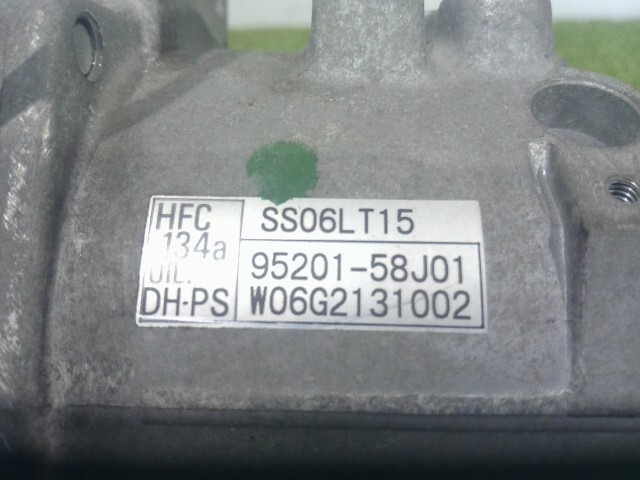 HFC
134a
OIL:
DH-PS
SS06LT15
95201-58J01
W06G2131002